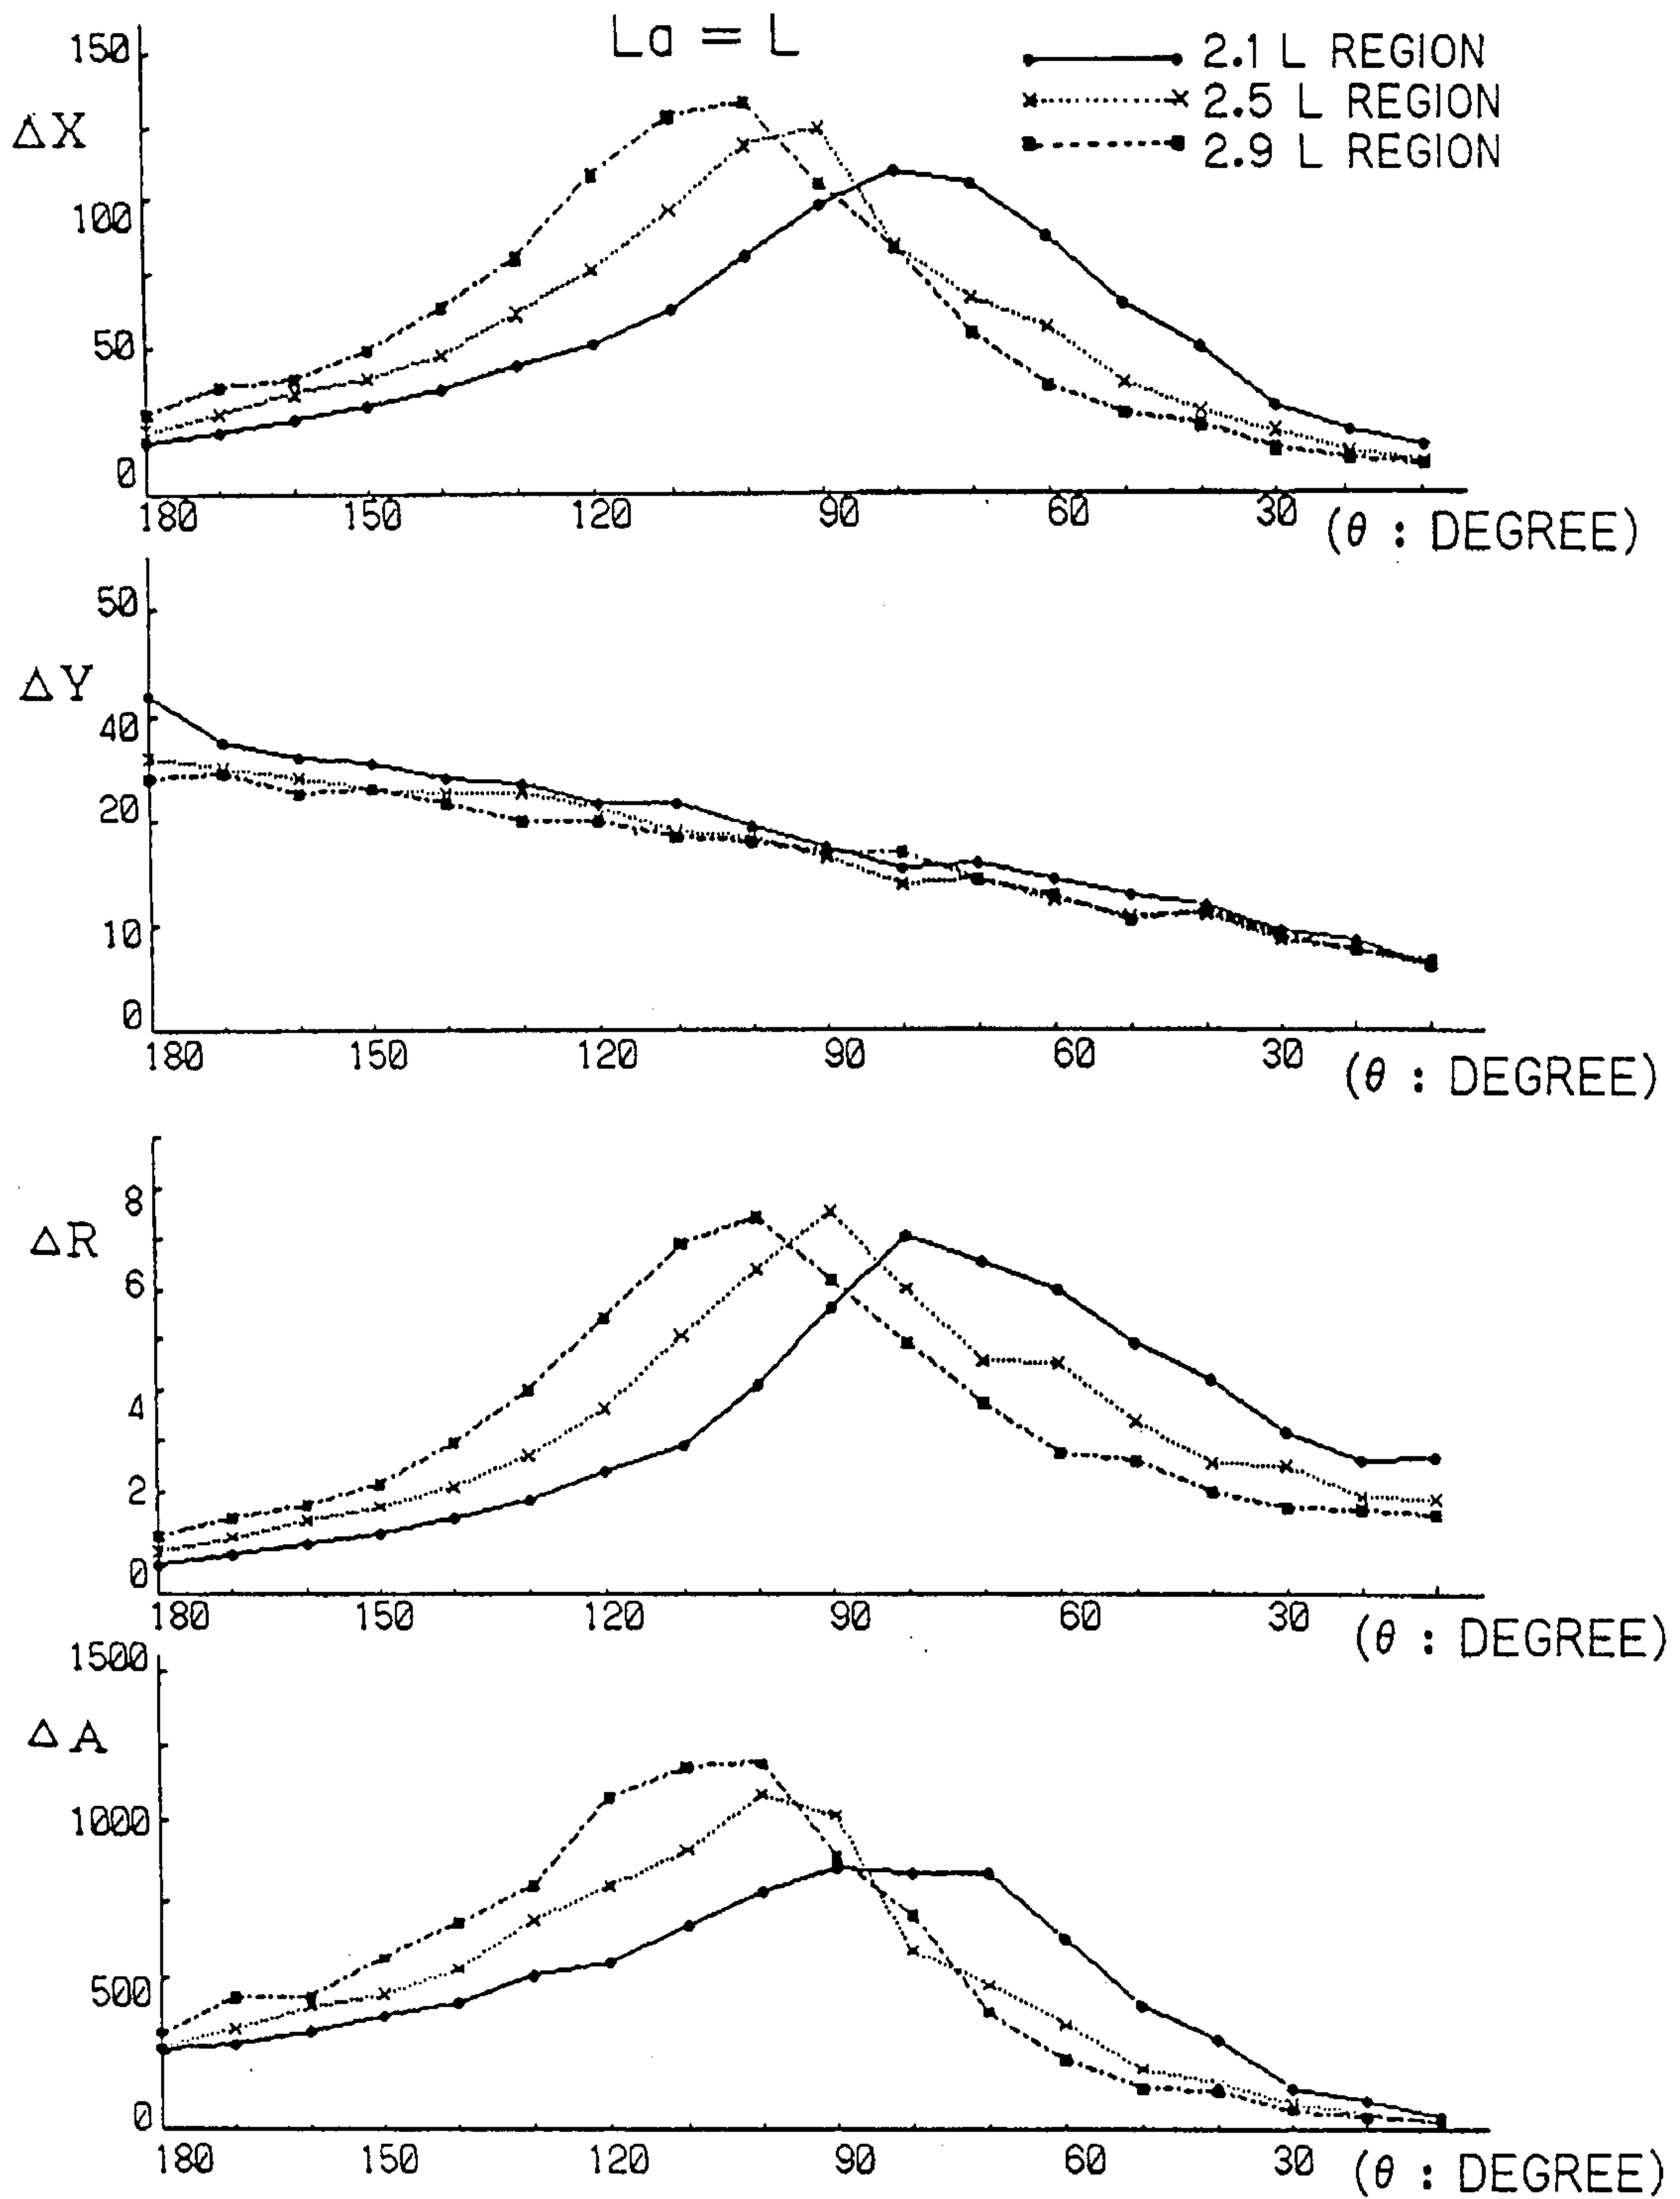 La = L
2.1 L REGION
2.5 L REGION
2.9 L REGION
ΔX
150
100
50
0
180 150 120 90 60 30 (θ : DEGREE)
ΔY
50
40
20
10
0
180 150 120 90 60 30 (θ : DEGREE)
ΔR
8
6
4
2
0
180 150 120 90 60 30 (θ : DEGREE)
ΔA
1500
1000
500
0
180 150 120 90 60 30 (θ : DEGREE)